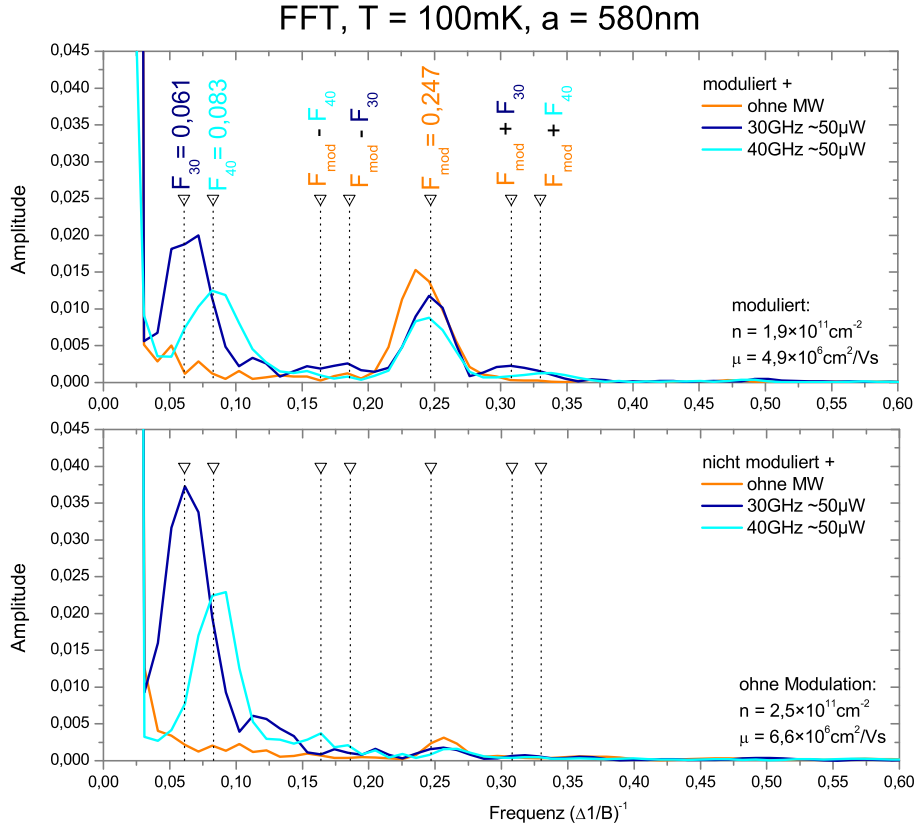 FFT, T = 100mK, a = 580nm
Amplitude
0,045
0,040
0,035
0,030
0,025
0,020
0,015
0,010
0,005
0,000
0,00
0,05
0,10
0,15
0,20
0,25
0,30
0,35
0,40
0,45
0,50
0,55
0,60
F30 = 0,061
F40 = 0,083
Fmod - F40
Fmod - F30
Fmod = 0,247
Fmod + F30
Fmod + F40
moduliert +
ohne MW
30GHz ~50µW
40GHz ~50µW
moduliert:
n = 1,9×10¹¹cm⁻²
µ = 4,9×10⁶cm²/Vs
Amplitude
0,045
0,040
0,035
0,030
0,025
0,020
0,015
0,010
0,005
0,000
0,00
0,05
0,10
0,15
0,20
0,25
0,30
0,35
0,40
0,45
0,50
0,55
0,60
nicht moduliert +
ohne MW
30GHz ~50µW
40GHz ~50µW
ohne Modulation:
n = 2,5×10¹¹cm⁻²
µ = 6,6×10⁶cm²/Vs
Frequenz (Δ1/B)⁻¹